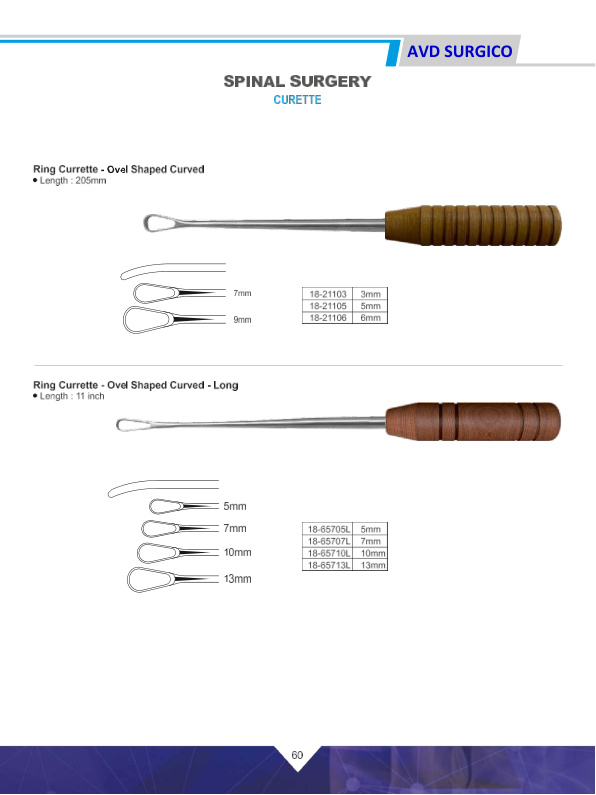 AVD SURGICO
SPINAL SURGERY
CURETTE
Ring Currette - Ovel Shaped Curved
• Length : 205mm
7mm
9mm
18-21103 3mm
18-21105 5mm
18-21106 6mm
Ring Currette - Ovel Shaped Curved - Long
• Length : 11 inch
5mm
7mm
10mm
13mm
18-65705L 5mm
18-65707L 7mm
18-65710L 10mm
18-65713L 13mm
60